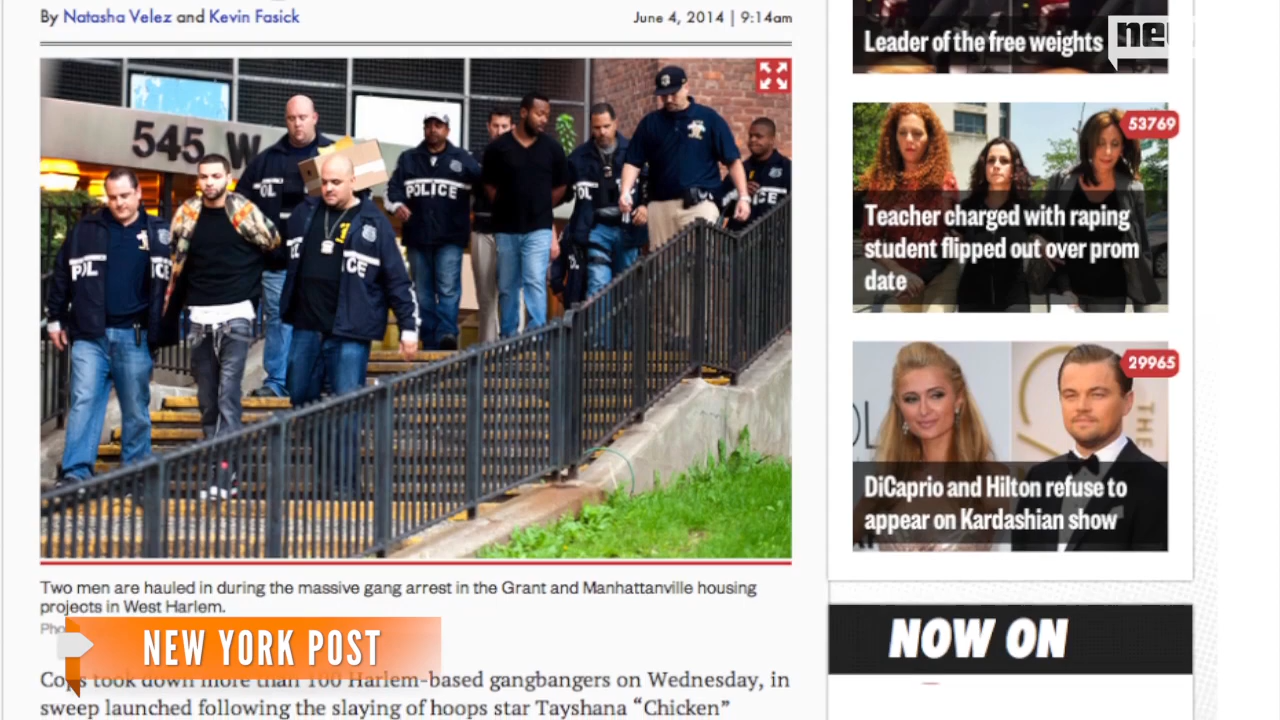 By Natasha Velez and Kevin Fasick
June 4, 2014 | 9:14am
545 W
POLICE
Two men are hauled in during the massive gang arrest in the Grant and Manhattanville housing
projects in West Harlem.
NEW YORK POST
Cops took down more than 100 Harlem-based gangbangers on Wednesday, in
sweep launched following the slaying of hoops star Tayshana “Chicken”
Leader of the free weights
53769
Teacher charged with raping
student flipped out over prom
date
29965
THE
DiCaprio and Hilton refuse to
appear on Kardashian show
NOW ON